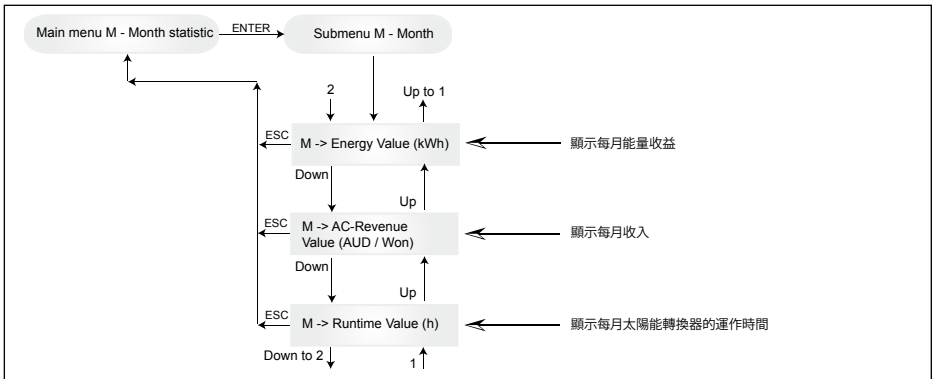 Main menu M - Month statistic
ENTER
Submenu M - Month
2
Up to 1
ESC
M -> Energy Value (kWh)
顯示每月能量收益
Down
Up
ESC
M -> AC-Revenue
Value (AUD / Won)
顯示每月收入
Down
Up
ESC
M -> Runtime Value (h)
顯示每月太陽能轉換器的運作時間
Down to 2
1